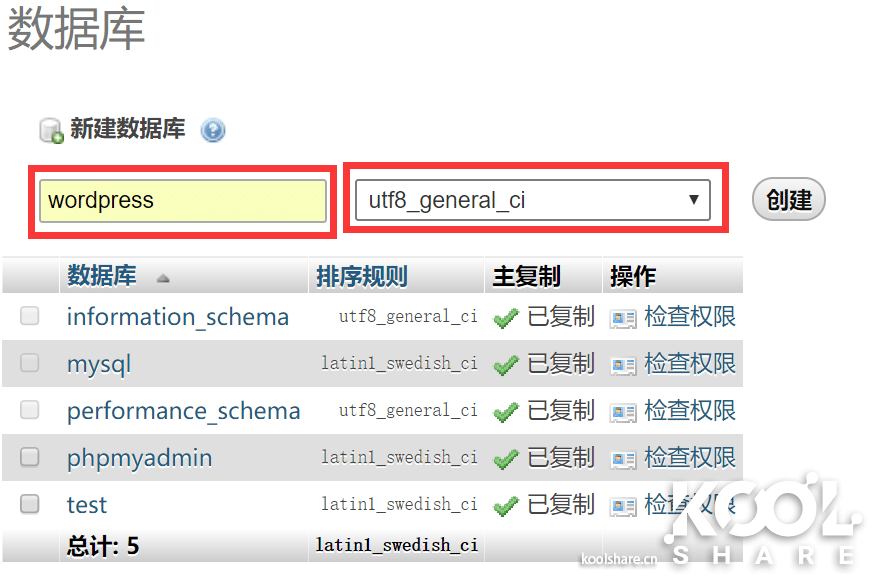 数据库
新建数据库
wordpress utf8_general_ci 创建
数据库 排序规则 主复制 操作
information_schema utf8_general_ci 已复制 检查权限
mysql latin1_swedish_ci 已复制 检查权限
performance_schema utf8_general_ci 已复制 检查权限
phpmyadmin latin1_swedish_ci 已复制 检查权限
test latin1_swedish_ci 已复制 检查权限
总计: 5 latin1_swedish_ci
KOOL
SHARE
koolshare.cn